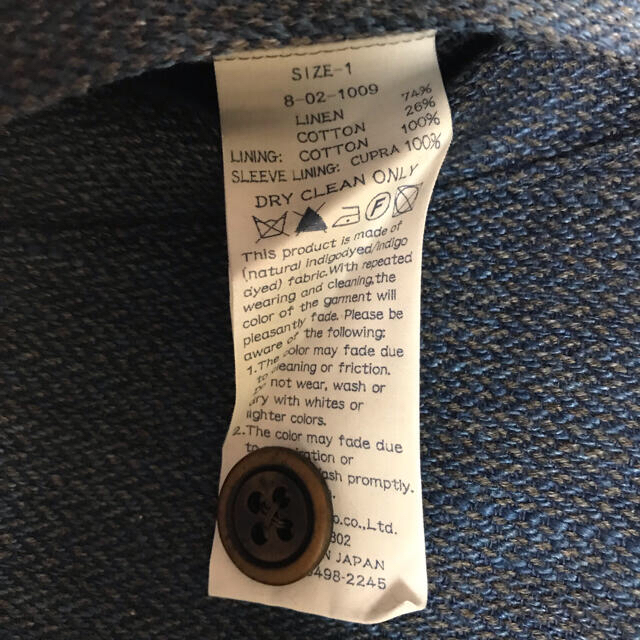 SIZE-1
8-02-1009
LINEN 74%
COTTON 26%
LINING: COTTON 100%
SLEEVE LINING: CUPRA 100%
DRY CLEAN ONLY
F
This product is made of
(natural indigodyed/indigo
dyed) fabric.With repeated
wearing and cleaning,the
color of the garment will
pleasantly fade. Please be
aware of the following:
1.The color may fade due
to cleaning or friction.
not wear, wash or
dry with whites or
lighter colors.
2.The color may fade due
or
promptly.
co.,Ltd.
302
JAPAN
498-2245